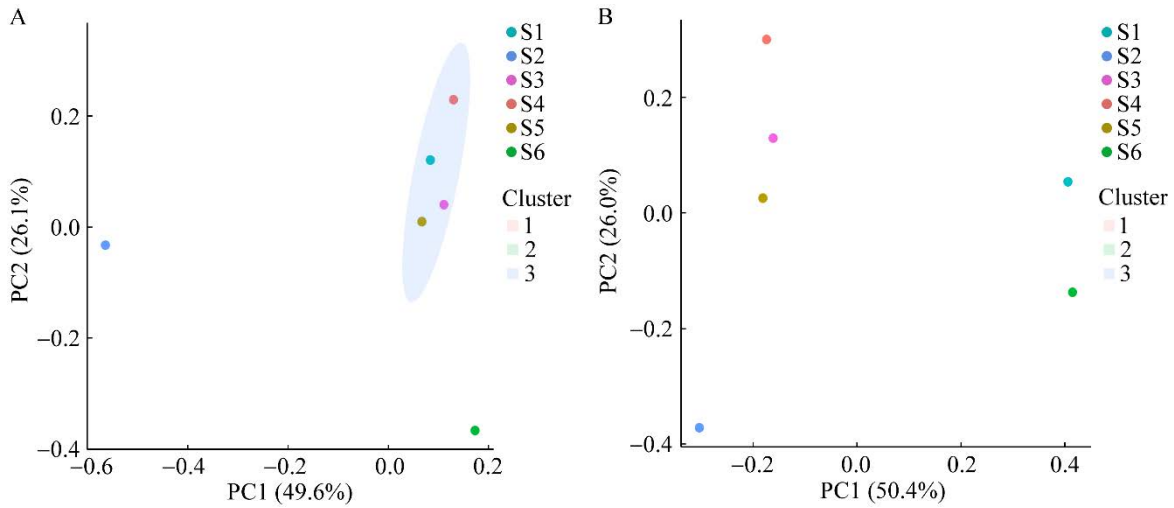 A
PC2 (26.1%)
0.2
0.0
−0.2
−0.4
−0.6
−0.4
−0.2
0.0
0.2
PC1 (49.6%)
S1
S2
S3
S4
S5
S6
Cluster
1
2
3
B
PC2 (26.0%)
0.2
0.0
−0.2
−0.4
−0.2
0.0
0.2
0.4
PC1 (50.4%)
S1
S2
S3
S4
S5
S6
Cluster
1
2
3